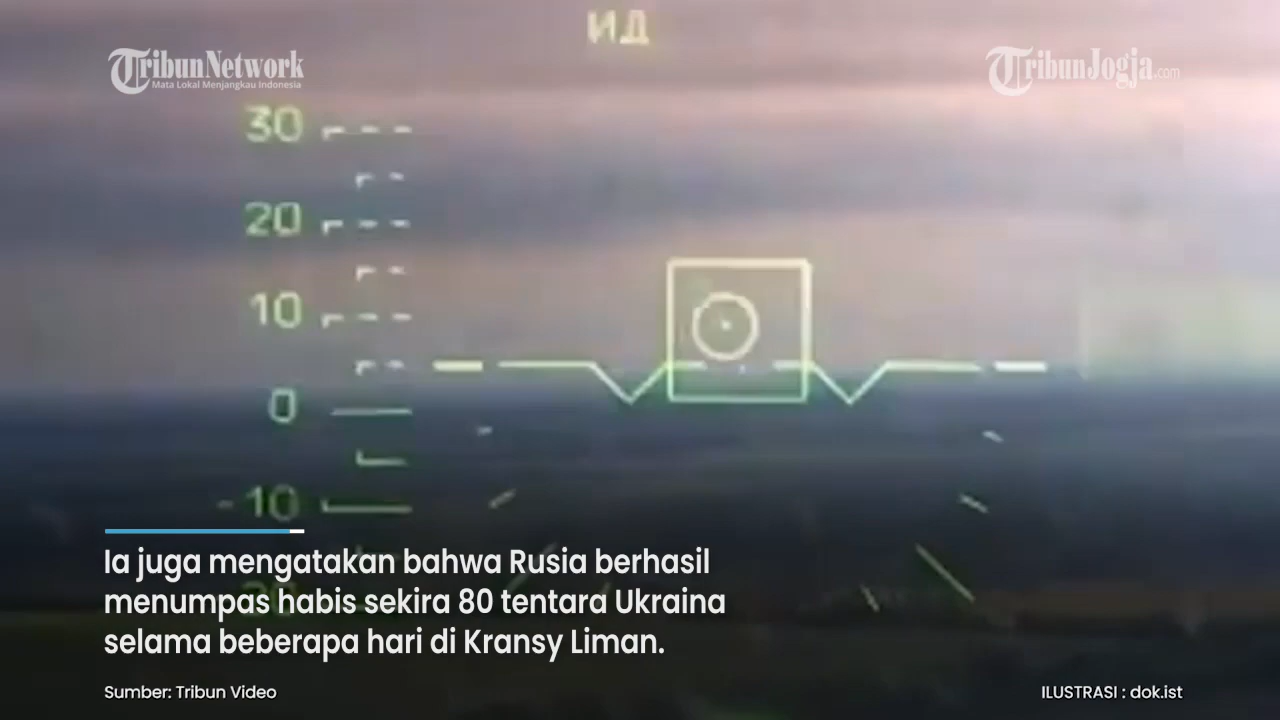 ИД
TribunNetwork
Mata Lokal Menjangkau Indonesia
TribunJogja.com
30
20
10
0
-10
Ia juga mengatakan bahwa Rusia berhasil
menumpas habis sekira 80 tentara Ukraina
selama beberapa hari di Kransy Liman.
Sumber: Tribun Video
ILUSTRASI : dok.ist